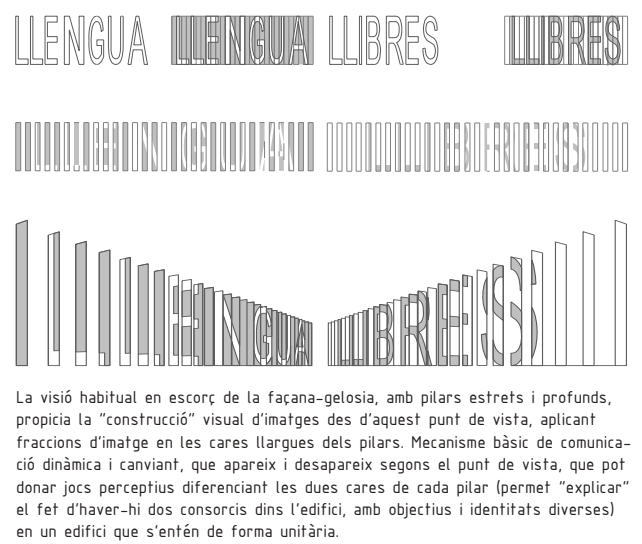 LLENGUA LLENGUA LLIBRES LLIBRES
LLENGUA LLIBRES
LLENGUA LLIBRES
La visió habitual en escorç de la façana-gelosia, amb pilars estrets i profunds,
propicia la "construcció" visual d'imatges des d'aquest punt de vista, aplicant
fraccions d'imatge en les cares llargues dels pilars. Mecanisme bàsic de comunica-
ció dinàmica i canviant, que apareix i desapareix segons el punt de vista, que pot
donar jocs perceptius diferenciant les dues cares de cada pilar (permet "explicar"
el fet d'haver-hi dos consorcis dins l'edifici, amb objectius i identitats diverses)
en un edifici que s'entén de forma unitària.